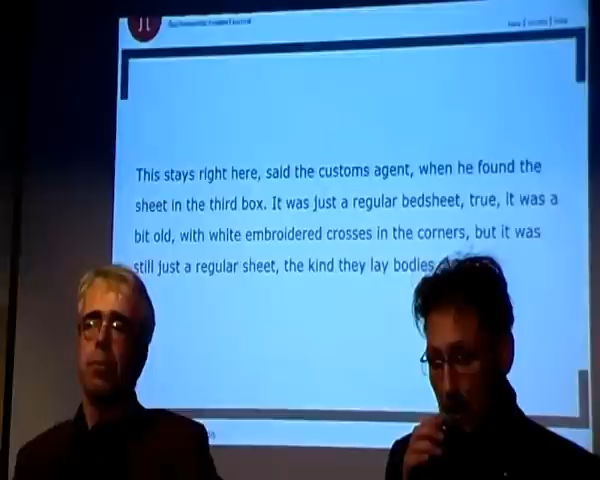 This stays right here, said the customs agent, when he found the
sheet in the third box. It was just a regular bedsheet, true, it was a
bit old, with white embroidered crosses in the corners, but it was
still just a regular sheet, the kind they lay bodies